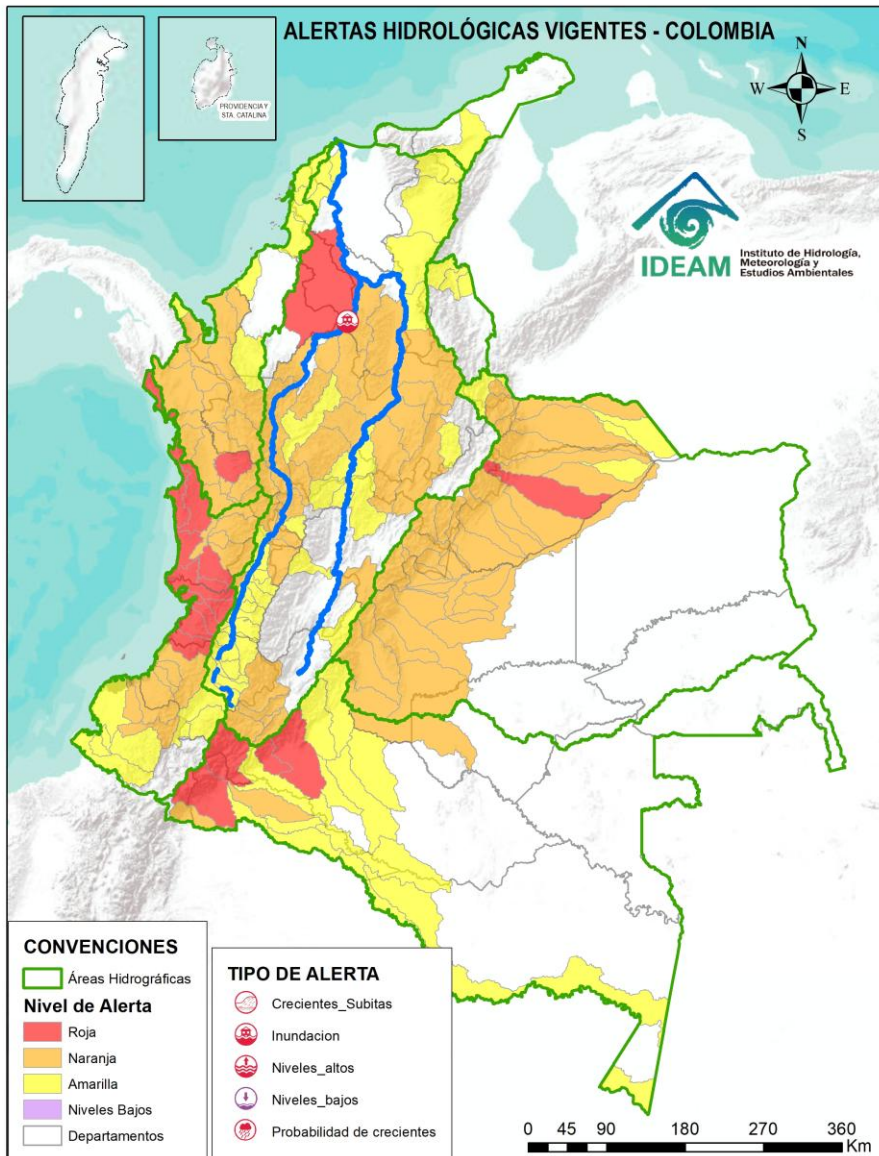 ALERTAS HIDROLÓGICAS VIGENTES - COLOMBIA
PROVIDENCIA Y
STA. CATALINA
N
W
E
S
IDEAM
Instituto de Hidrología,
Meteorología y
Estudios Ambientales
CONVENCIONES
Áreas Hidrográficas
Nivel de Alerta
Roja
Naranja
Amarilla
Niveles Bajos
Departamentos
TIPO DE ALERTA
Crecientes_Subitas
Inundacion
Niveles_altos
Niveles_bajos
Probabilidad de crecientes
0 45 90 180 270 360
Km